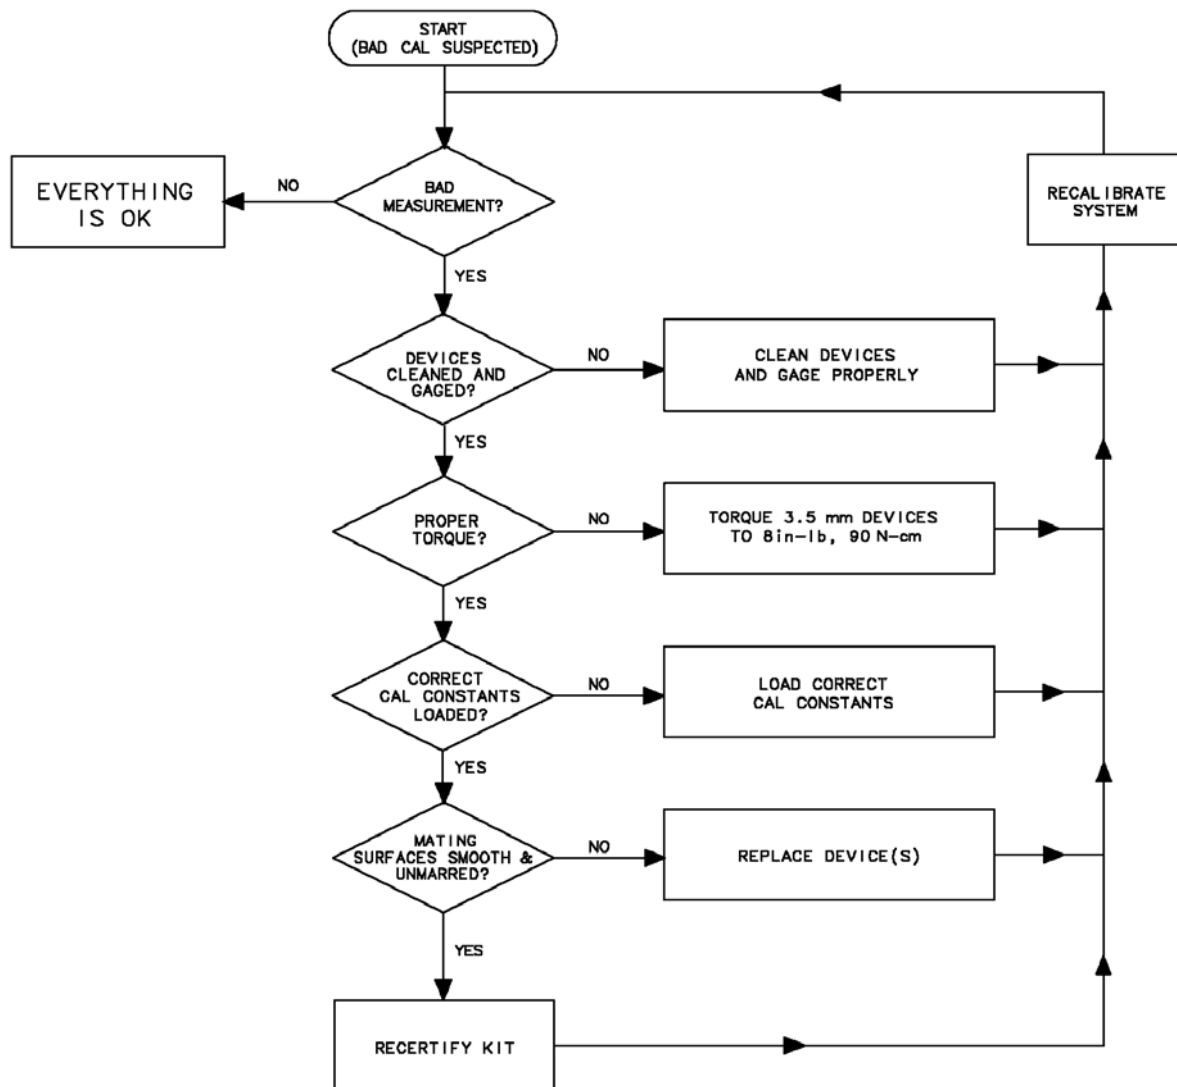 START
(BAD CAL SUSPECTED)
EVERYTHING
IS OK
NO
BAD
MEASUREMENT?
RECALIBRATE
SYSTEM
YES
DEVICES
CLEANED AND
GAGED?
NO
CLEAN DEVICES
AND GAGE PROPERLY
YES
PROPER
TORQUE?
NO
TORQUE 3.5 mm DEVICES
TO 8in-lb, 90 N-cm
YES
CORRECT
CAL CONSTANTS
LOADED?
NO
LOAD CORRECT
CAL CONSTANTS
YES
MATING
SURFACES SMOOTH &
UNMARRED?
NO
REPLACE DEVICE(S)
YES
RECERTIFY KIT